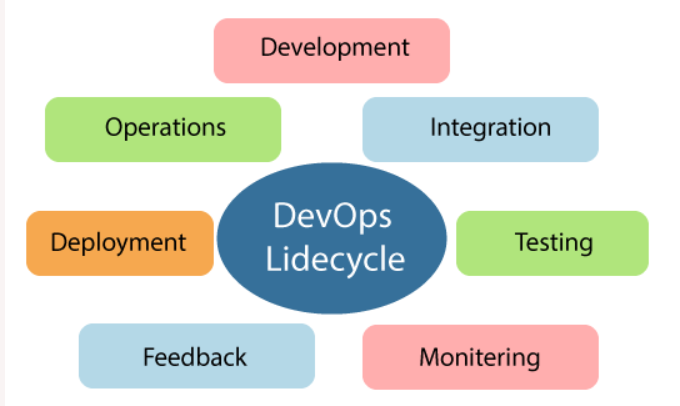 Development
Operations
Integration
DevOps
Lidecycle
Deployment
Testing
Feedback
Monitering